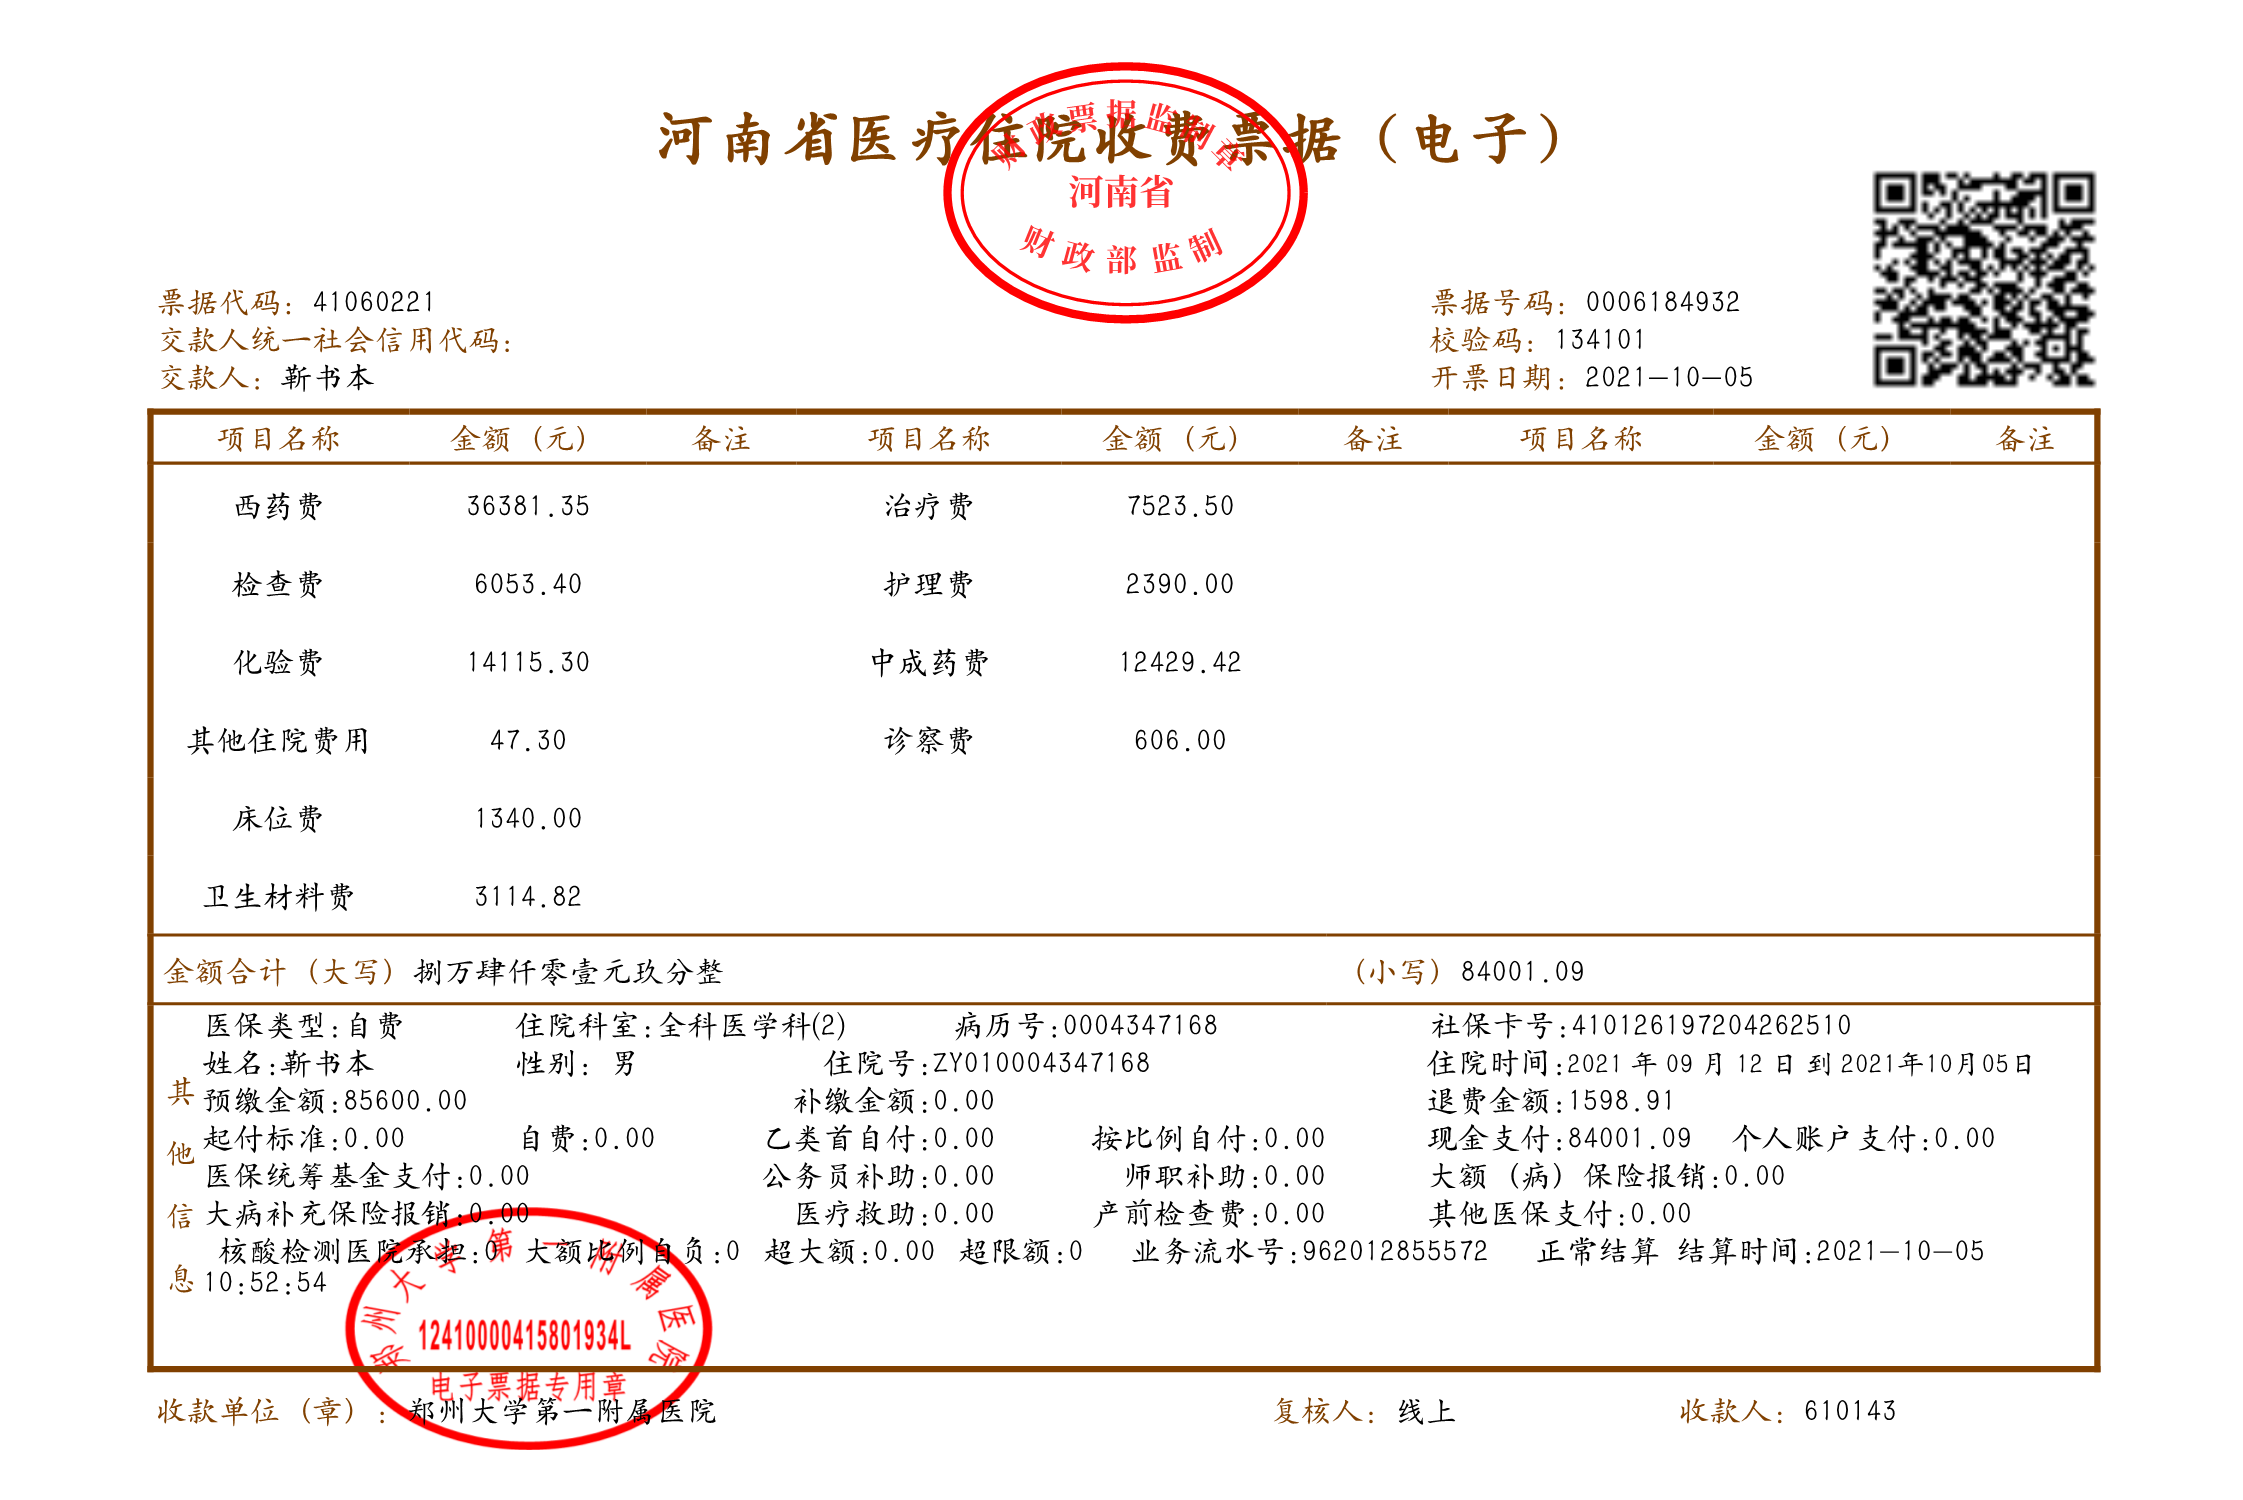 河南省医疗住院收费票据（电子）
财政票据监制章
河南省
财政部监制
票据代码：41060221 票据号码：0006184932
交款人统一社会信用代码： 校验码：134101
交款人：靳书本 开票日期：2021-10-05
项目名称 金额（元） 备注 项目名称 金额（元） 备注 项目名称 金额（元） 备注
西药费 36381.35 治疗费 7523.50
检查费 6053.40 护理费 2390.00
化验费 14115.30 中成药费 12429.42
其他住院费用 47.30 诊察费 606.00
床位费 1340.00
卫生材料费 3114.82
金额合计（大写）捌万肆仟零壹元玖分整 （小写）84001.09
其他信息
医保类型:自费 住院科室:全科医学科(2) 病历号:0004347168 社保卡号:410126197204262510
姓名:靳书本 性别: 男 住院号:ZY010004347168 住院时间:2021 年 09 月 12 日 到 2021年10月05日
预缴金额:85600.00 补缴金额:0.00 退费金额:1598.91
起付标准:0.00 自费:0.00 乙类首自付:0.00 按比例自付:0.00 现金支付:84001.09 个人账户支付:0.00
医保统筹基金支付:0.00 公务员补助:0.00 师职补助:0.00 大额（病）保险报销:0.00
大病补充保险报销:0.00 医疗救助:0.00 产前检查费:0.00 其他医保支付:0.00
核酸检测医院承担:0 大额比例自负:0 超大额:0.00 超限额:0 业务流水号:962012855572 正常结算 结算时间:2021-10-05
10:52:54
郑州大学第一附属医院
12410000415801934L
电子票据专用章
收款单位（章）：郑州大学第一附属医院 复核人：线上 收款人：610143